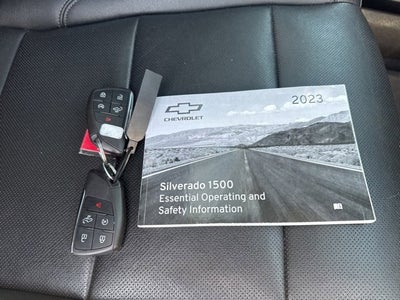 2023
CHEVROLET
Silverado 1500
Essential Operating and
Safety Information